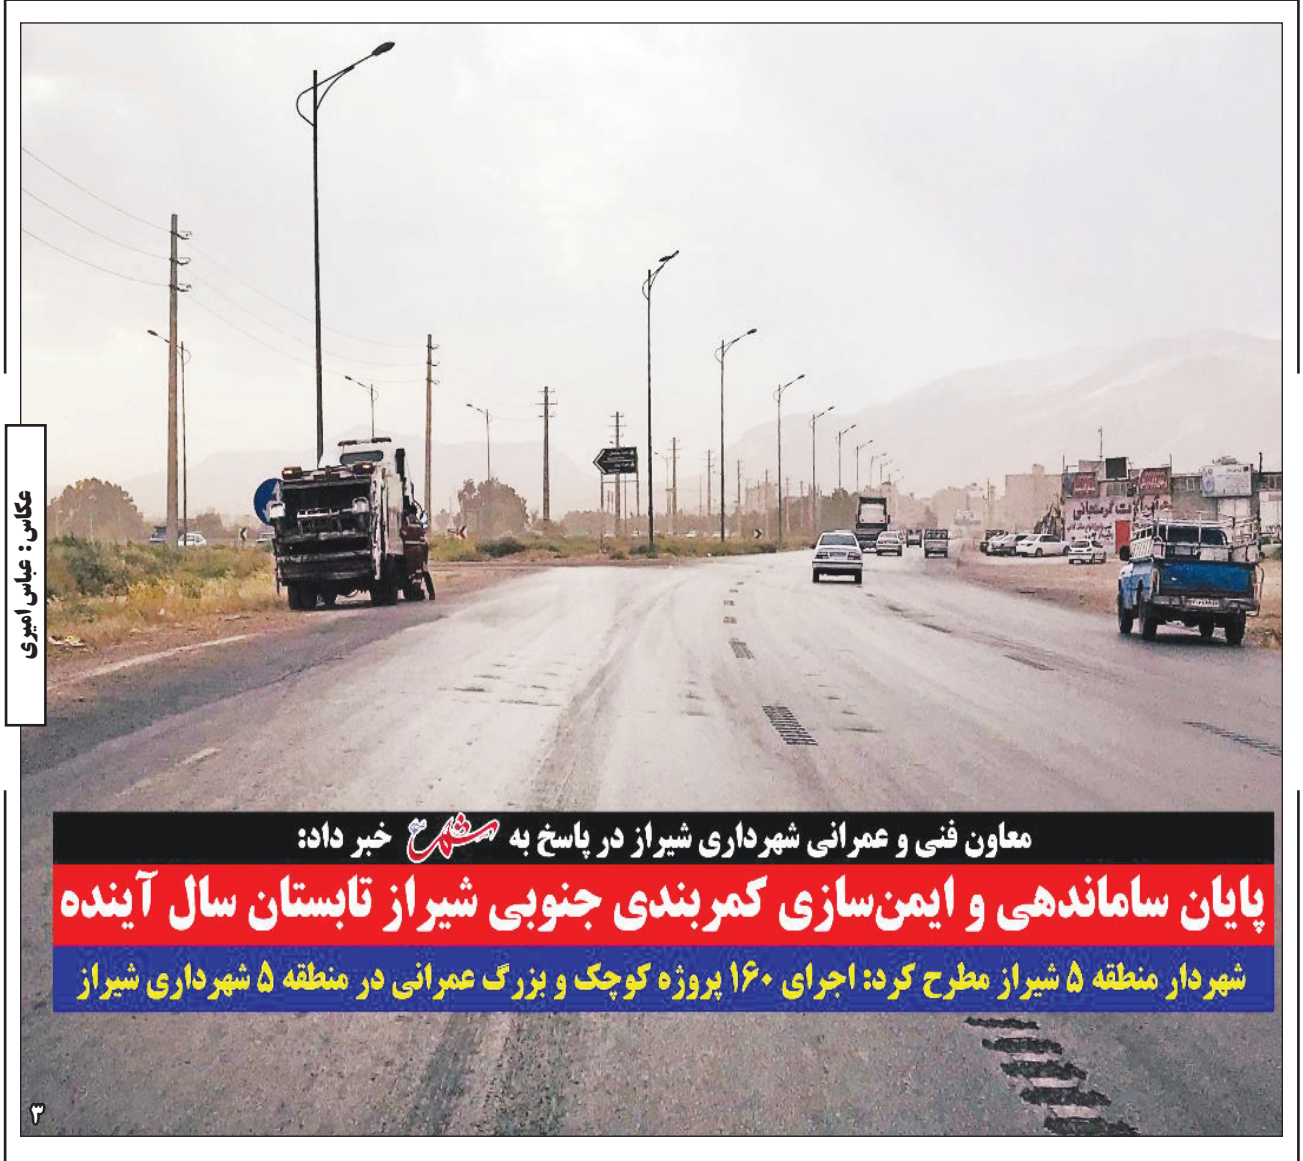 عکاس : عباس امیری
معاون فنی و عمرانی شهرداری شیراز در پاسخ به خبر داد:
پایان ساماندهی و ایمن‌سازی کمربندی جنوبی شیراز تابستان سال آینده
شهردار منطقه ۵ شیراز مطرح کرد: اجرای ۱۶۰ پروژه کوچک و بزرگ عمرانی در منطقه ۵ شهرداری شیراز
۳